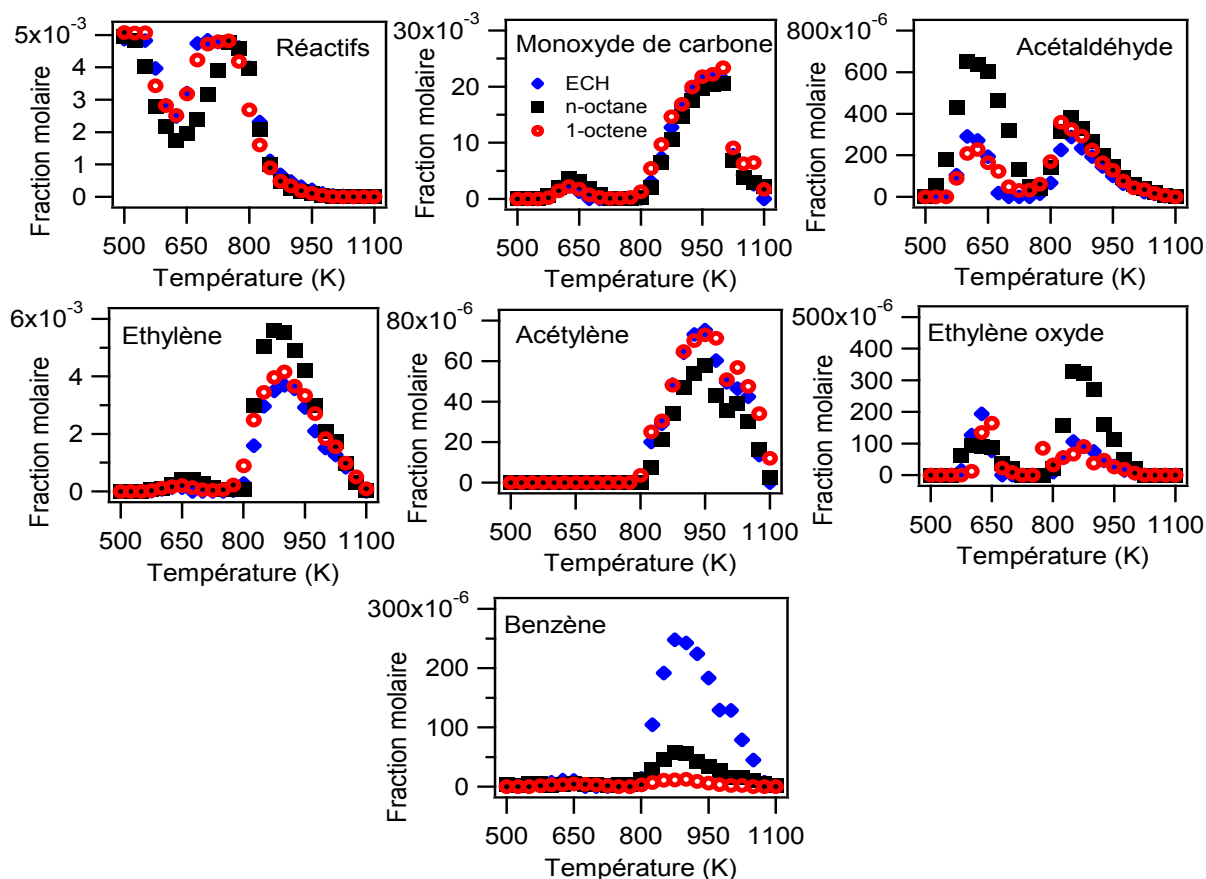 5x10-3
Réactifs
4
3
2
1
0
Fraction molaire
500 650 800 950 1100
Température (K)
30x10-3
Monoxyde de carbone
ECH
n-octane
1-octene
20
10
0
Fraction molaire
500 650 800 950 1100
Température (K)
800x10-6
Acétaldéhyde
600
400
200
0
Fraction molaire
500 650 800 950 1100
Température (K)
6x10-3
Ethylène
4
2
0
Fraction molaire
500 650 800 950 1100
Température (K)
80x10-6
Acétylène
60
40
20
0
Fraction molaire
500 650 800 950 1100
Température (K)
500x10-6
Ethylène oxyde
400
300
200
100
0
Fraction molaire
500 650 800 950 1100
Température (K)
300x10-6
Benzène
200
100
0
Fraction molaire
500 650 800 950 1100
Température (K)